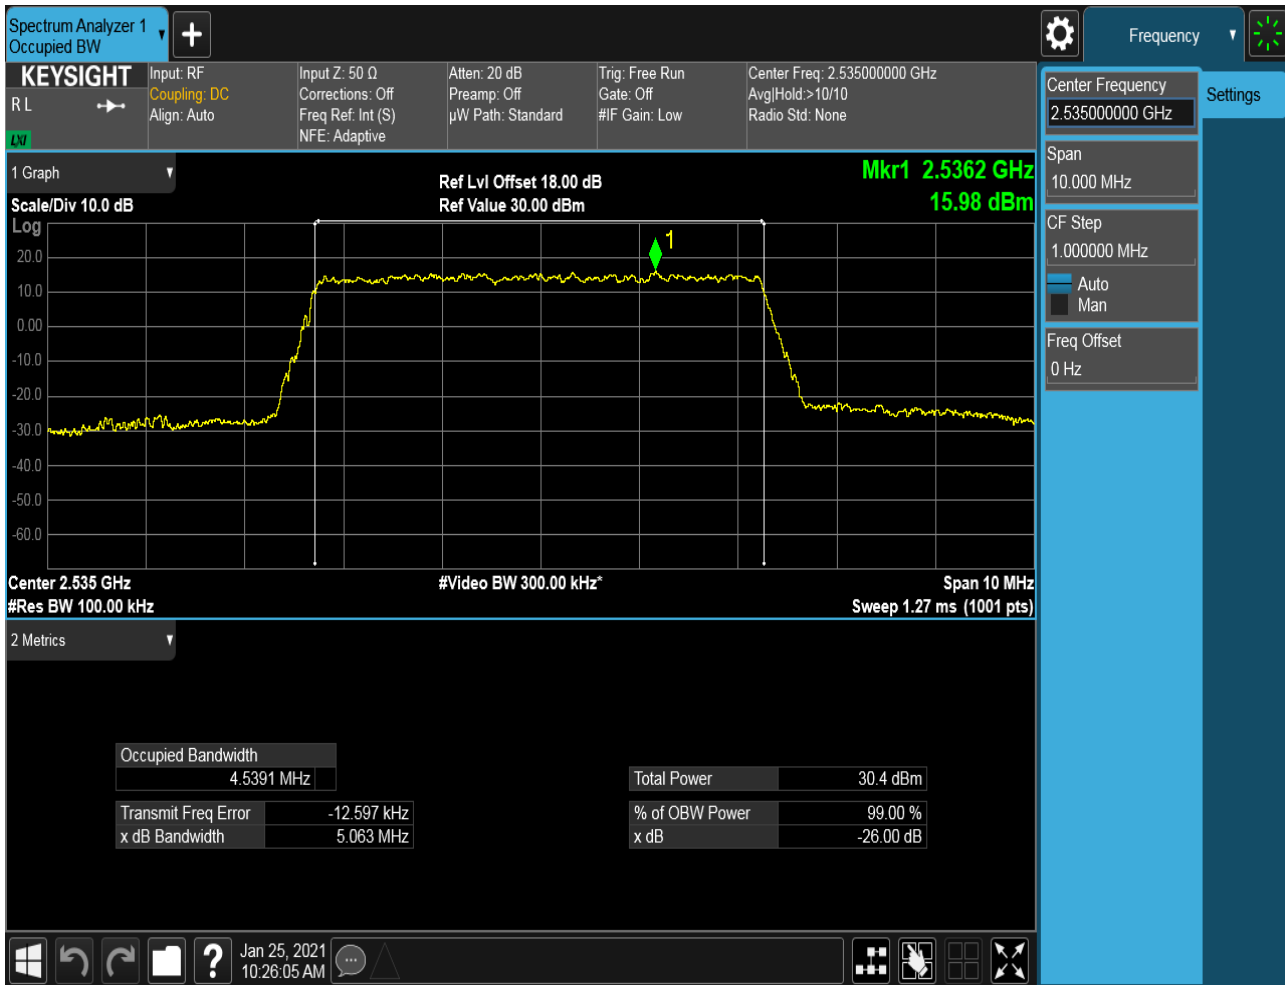 Spectrum Analyzer 1
Occupied BW
+
Frequency
KEYSIGHT
R L
LXI
Input: RF
Coupling: DC
Align: Auto
Input Z: 50 Ω
Corrections: Off
Freq Ref: Int (S)
NFE: Adaptive
Atten: 20 dB
Preamp: Off
µW Path: Standard
Trig: Free Run
Gate: Off
#IF Gain: Low
Center Freq: 2.535000000 GHz
Avg|Hold:>10/10
Radio Std: None
Center Frequency
2.535000000 GHz
Settings
Span
10.000 MHz
CF Step
1.000000 MHz
Auto
Man
Freq Offset
0 Hz
1 Graph
Scale/Div 10.0 dB
Ref Lvl Offset 18.00 dB
Ref Value 30.00 dBm
Mkr1 2.5362 GHz
15.98 dBm
Log
1
20.0
10.0
0.00
-10.0
-20.0
-30.0
-40.0
-50.0
-60.0
Center 2.535 GHz
#Video BW 300.00 kHz*
Span 10 MHz
#Res BW 100.00 kHz
Sweep 1.27 ms (1001 pts)
2 Metrics
Occupied Bandwidth
4.5391 MHz
Total Power 30.4 dBm
Transmit Freq Error -12.597 kHz
% of OBW Power 99.00 %
x dB Bandwidth 5.063 MHz
x dB -26.00 dB
?
Jan 25, 2021
10:26:05 AM